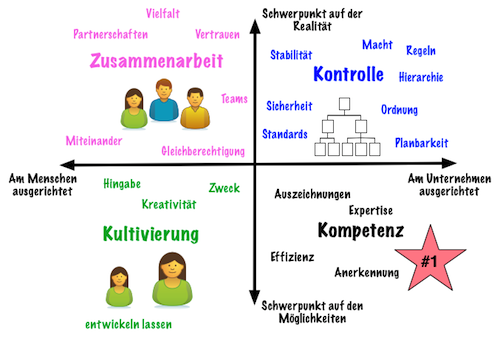 Schwerpunkt auf der
Realität
Vielfalt
Partnerschaften
Vertrauen
Zusammenarbeit
Teams
Miteinander
Gleichberechtigung
Macht
Stabilität
Regeln
Kontrolle
Hierarchie
Sicherheit
Ordnung
Standards
Planbarkeit
Am Menschen
ausgerichtet
Am Unternehmen
ausgerichtet
Hingabe
Zweck
Kreativität
Kultivierung
entwickeln lassen
Auszeichnungen
Expertise
Kompetenz
Effizienz
Anerkennung
#1
Schwerpunkt auf den
Möglichkeiten